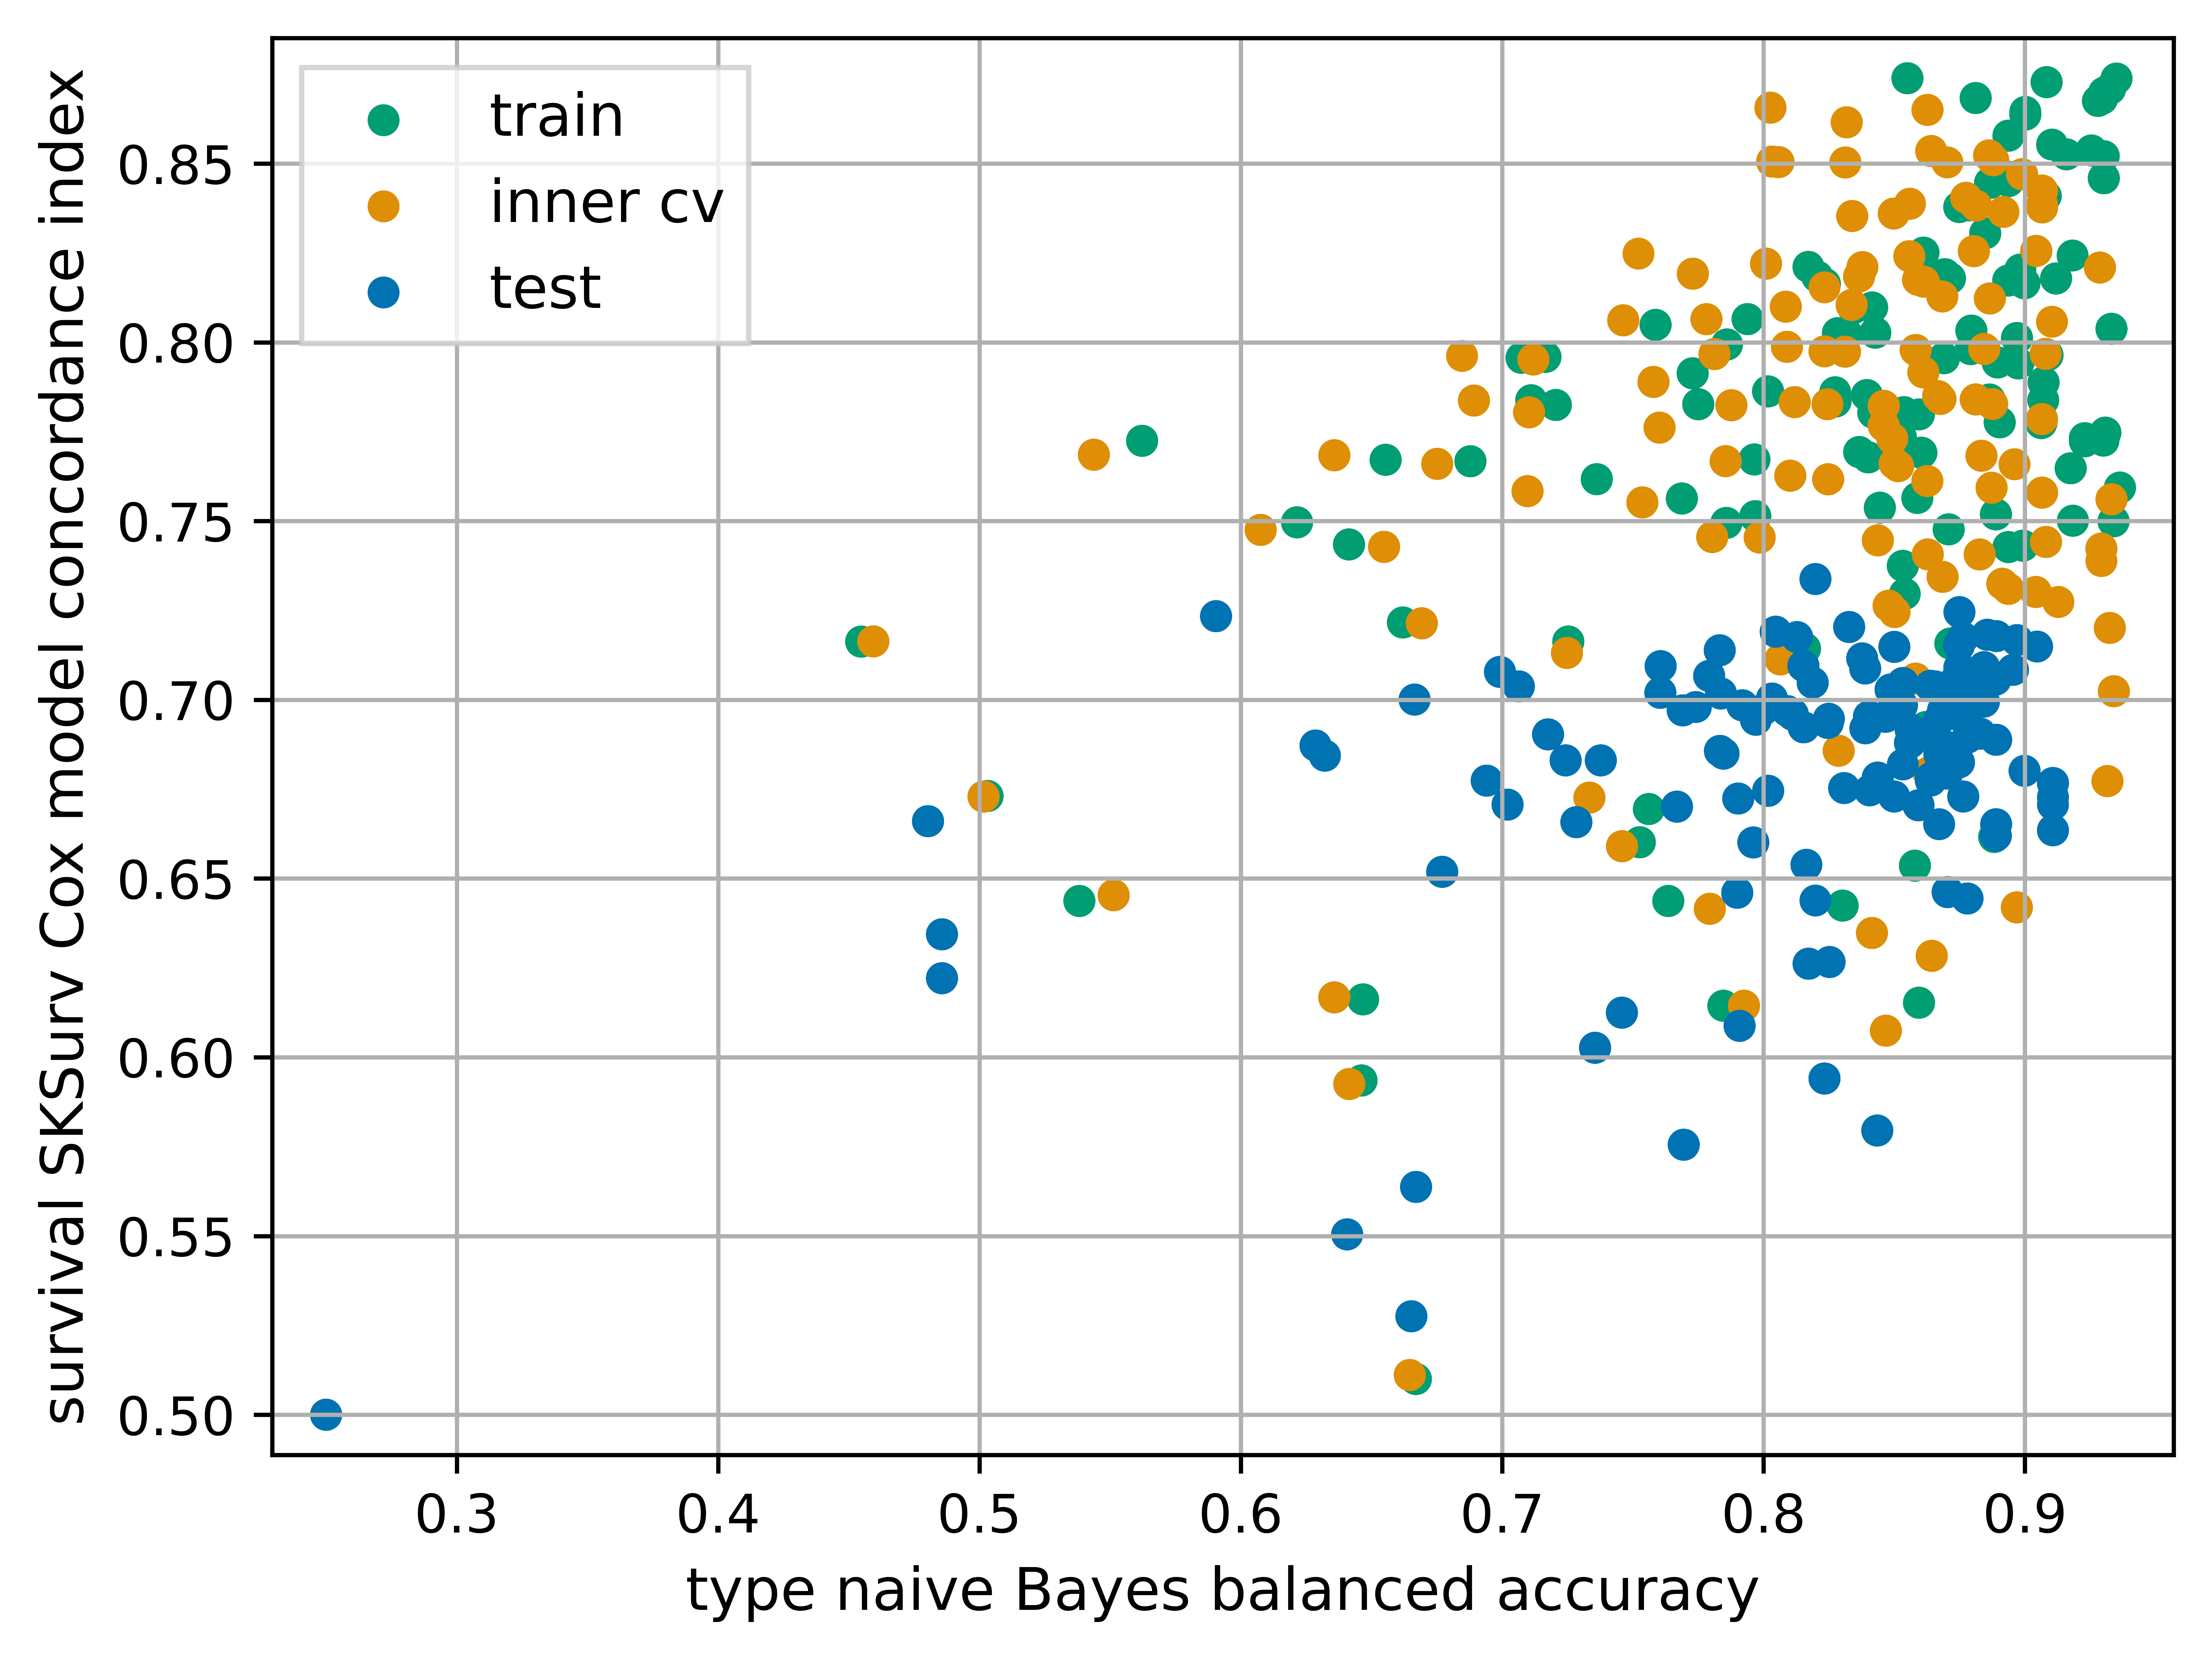 train
inner cv
test
survival SKSurv Cox model concordance index
0.85
0.80
0.75
0.70
0.65
0.60
0.55
0.50
0.3 0.4 0.5 0.6 0.7 0.8 0.9
type naive Bayes balanced accuracy